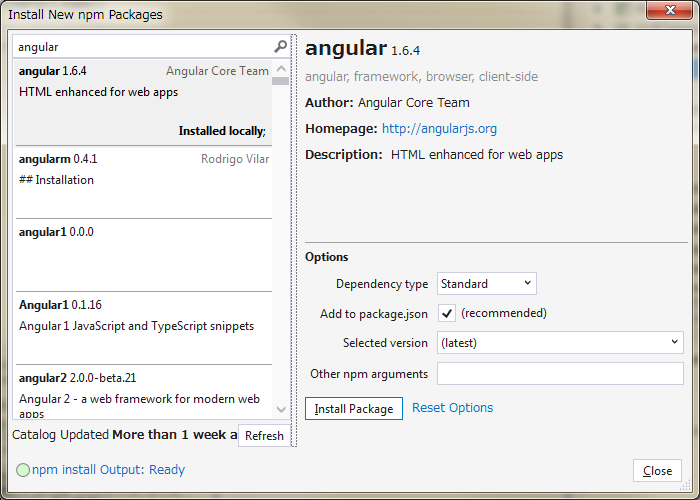 Install New npm Packages
angular
angular 1.6.4 Angular Core Team
HTML enhanced for web apps
Installed locally;
angularm 0.4.1 Rodrigo Vilar
## Installation
angular1 0.0.0
Angular1 0.1.16
Angular 1 JavaScript and TypeScript snippets
angular2 2.0.0-beta.21
Angular 2 - a web framework for modern web
apps
Catalog Updated More than 1 week a
Refresh
npm install Output: Ready
angular 1.6.4
angular, framework, browser, client-side
Author: Angular Core Team
Homepage: http://angularjs.org
Description: HTML enhanced for web apps
Options
Dependency type Standard
Add to package.json (recommended)
Selected version (latest)
Other npm arguments
Install Package Reset Options
Close